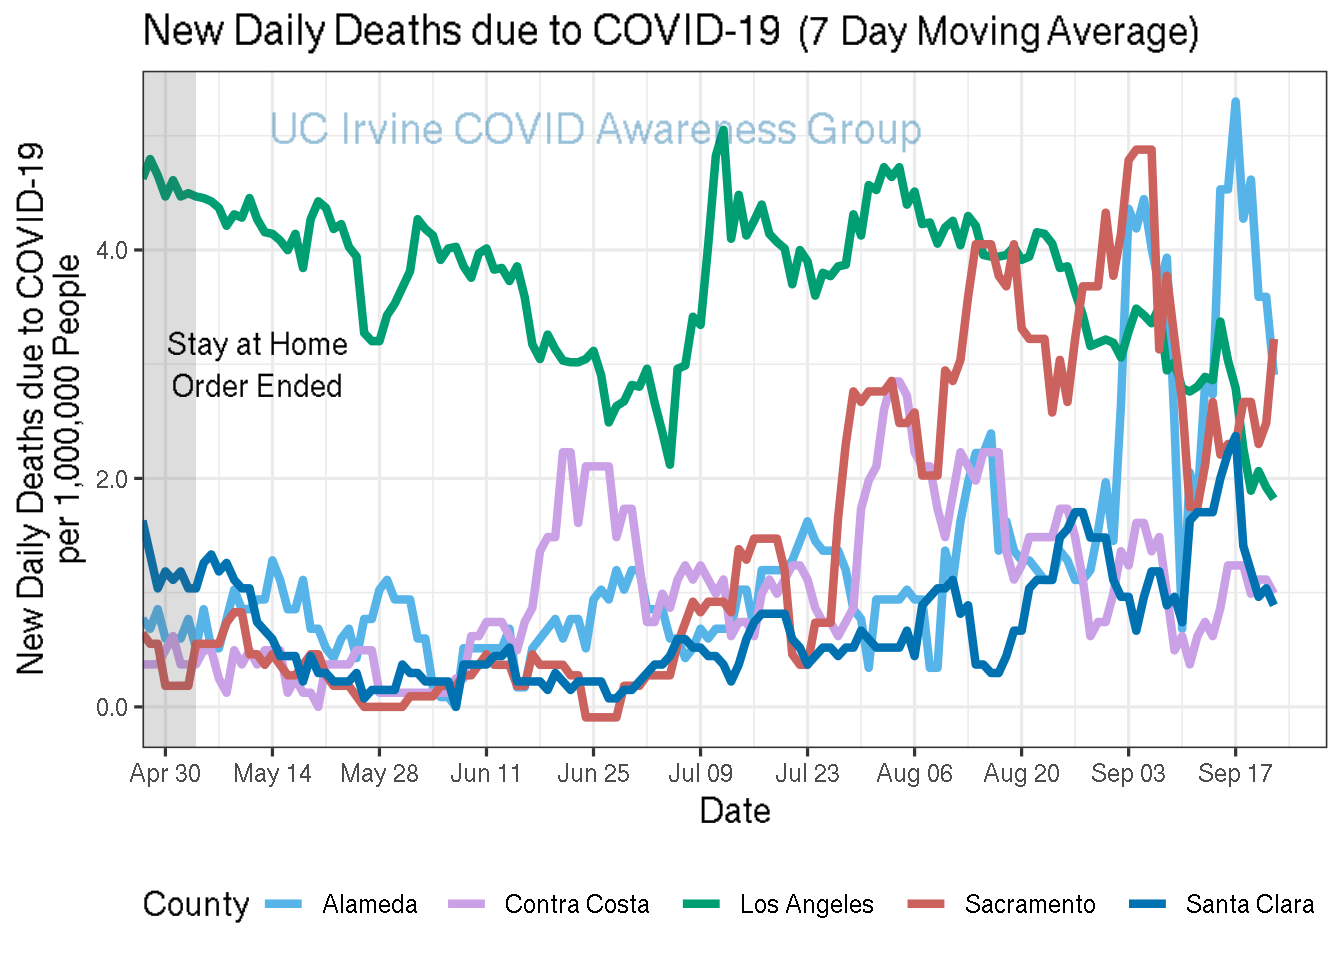 New Daily Deaths due to COVID-19 (7 Day Moving Average)
UC Irvine COVID Awareness Group
New Daily Deaths due to COVID-19
per 1,000,000 People
4.0
2.0
0.0
Stay at Home
Order Ended
Apr 30 May 14 May 28 Jun 11 Jun 25 Jul 09 Jul 23 Aug 06 Aug 20 Sep 03 Sep 17
Date
County Alameda Contra Costa Los Angeles Sacramento Santa Clara